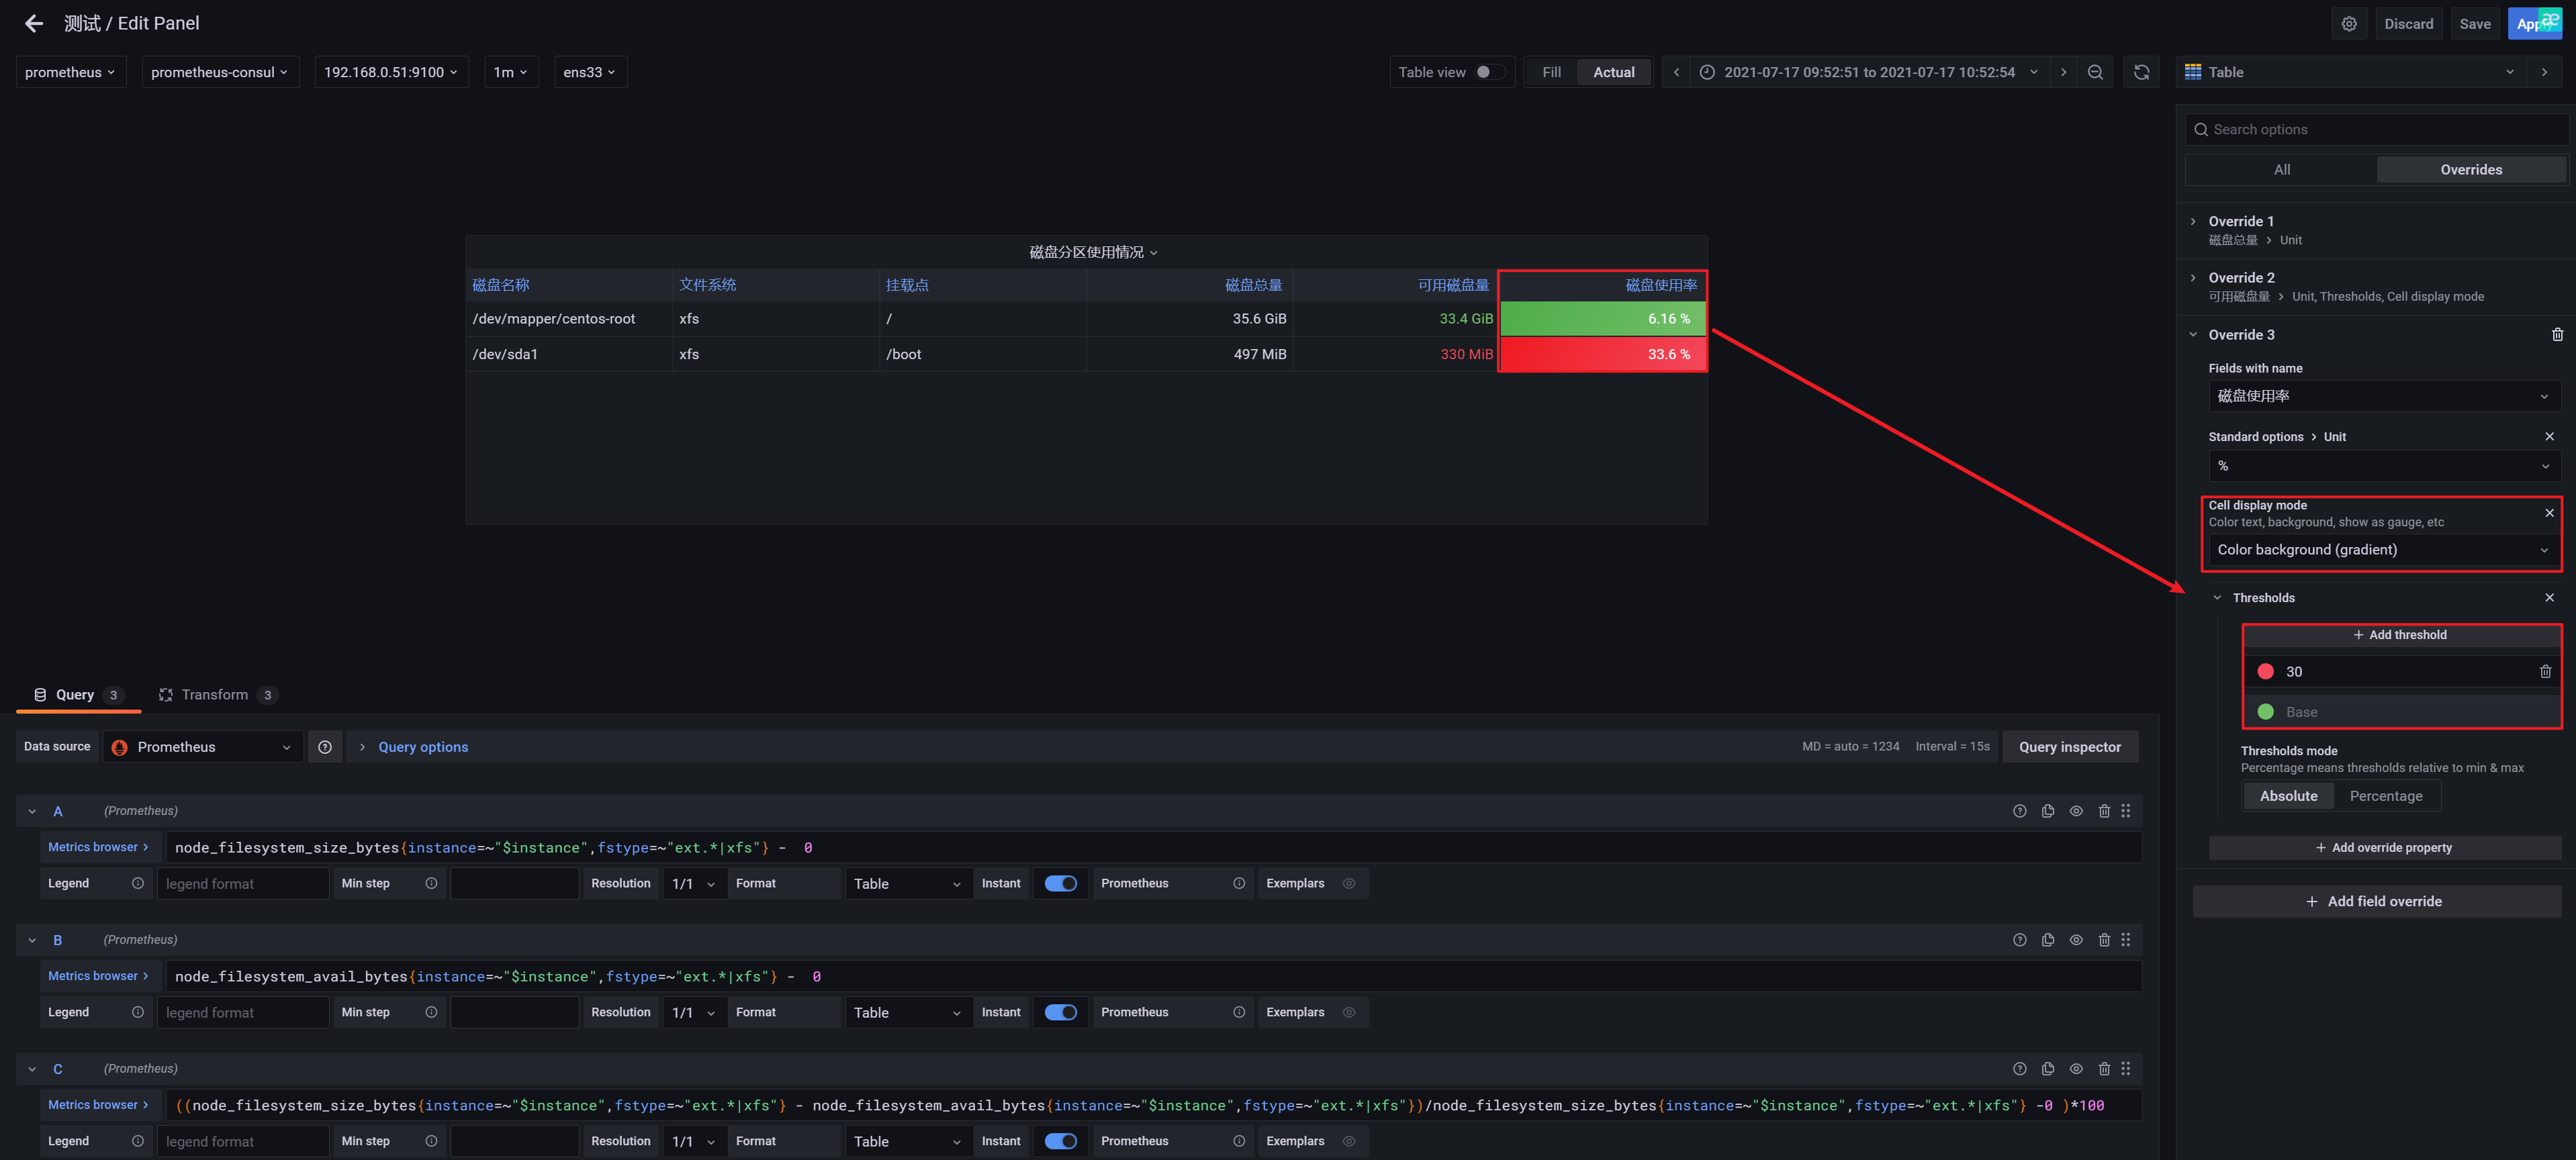 测试 / Edit Panel
Discard
Save
App
prometheus
prometheus-consul
192.168.0.51:9100
1m
ens33
Table view
Fill
Actual
2021-07-17 09:52:51 to 2021-07-17 10:52:54
Table
Search options
All
Overrides
Override 1
磁盘总量 > Unit
Override 2
可用磁盘量 > Unit, Thresholds, Cell display mode
Override 3
Fields with name
磁盘使用率
Standard options > Unit
%
Cell display mode
Color text, background, show as gauge, etc
Color background (gradient)
Thresholds
+ Add threshold
30
Base
Thresholds mode
Percentage means thresholds relative to min & max
Absolute
Percentage
+ Add override property
+ Add field override
磁盘分区使用情况
磁盘名称 文件系统 挂载点 磁盘总量 可用磁盘量 磁盘使用率
/dev/mapper/centos-root xfs / 35.6 GiB 33.4 GiB 6.16 %
/dev/sda1 xfs /boot 497 MiB 330 MiB 33.6 %
Query 3
Transform 3
Data source
Prometheus
Query options
MD = auto = 1234
Interval = 15s
Query inspector
A (Prometheus)
Metrics browser > node_filesystem_size_bytes{instance=~"$instance",fstype=~"ext.*|xfs"} - 0
Legend legend format Min step Resolution 1/1 Format Table Instant Prometheus Exemplars
B (Prometheus)
Metrics browser > node_filesystem_avail_bytes{instance=~"$instance",fstype=~"ext.*|xfs"} - 0
Legend legend format Min step Resolution 1/1 Format Table Instant Prometheus Exemplars
C (Prometheus)
Metrics browser > ((node_filesystem_size_bytes{instance=~"$instance",fstype=~"ext.*|xfs"} - node_filesystem_avail_bytes{instance=~"$instance",fstype=~"ext.*|xfs"})/node_filesystem_size_bytes{instance=~"$instance",fstype=~"ext.*|xfs"} -0 )*100
Legend legend format Min step Resolution 1/1 Format Table Instant Prometheus Exemplars